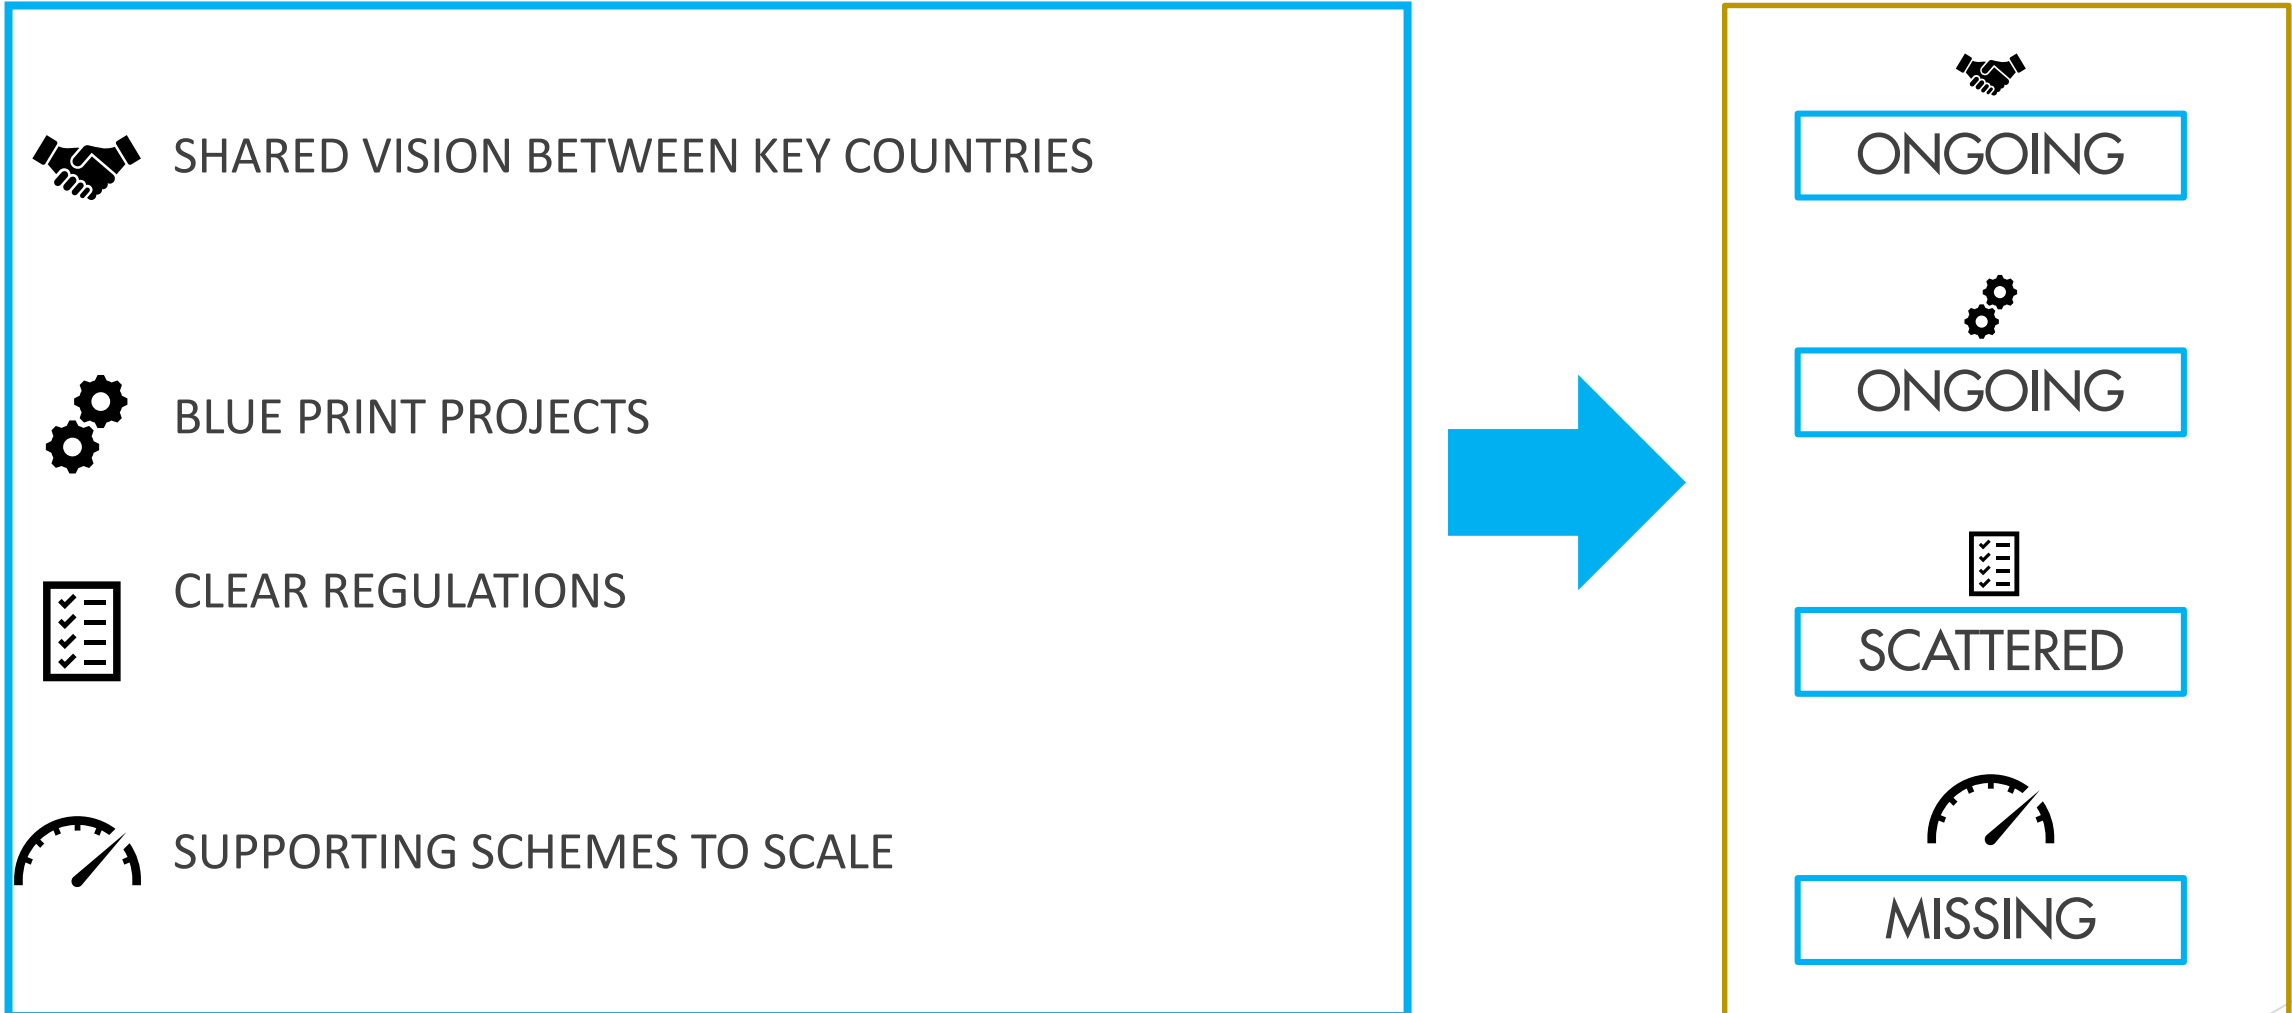 SHARED VISION BETWEEN KEY COUNTRIES
BLUE PRINT PROJECTS
CLEAR REGULATIONS
SUPPORTING SCHEMES TO SCALE
ONGOING
ONGOING
SCATTERED
MISSING